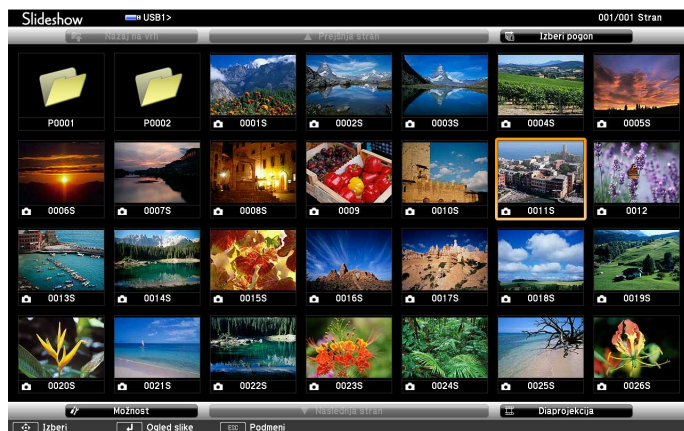 Slideshow USB1> 001/001 Stran
Nazaj na vrh Prejšnja stran Izberi pogon
P0001 P0002 0001S 0002S 0003S 0004S 0005S
0006S 0007S 0008S 0009 0010S 0011S 0012
0013S 0014S 0015S 0016S 0017S 0018S 0019S
0020S 0021S 0022S 0023S 0024S 0025S 0026S
Možnost Naslednja stran Diaprojekcija
Izberi Ogled slike ESC Podmeni